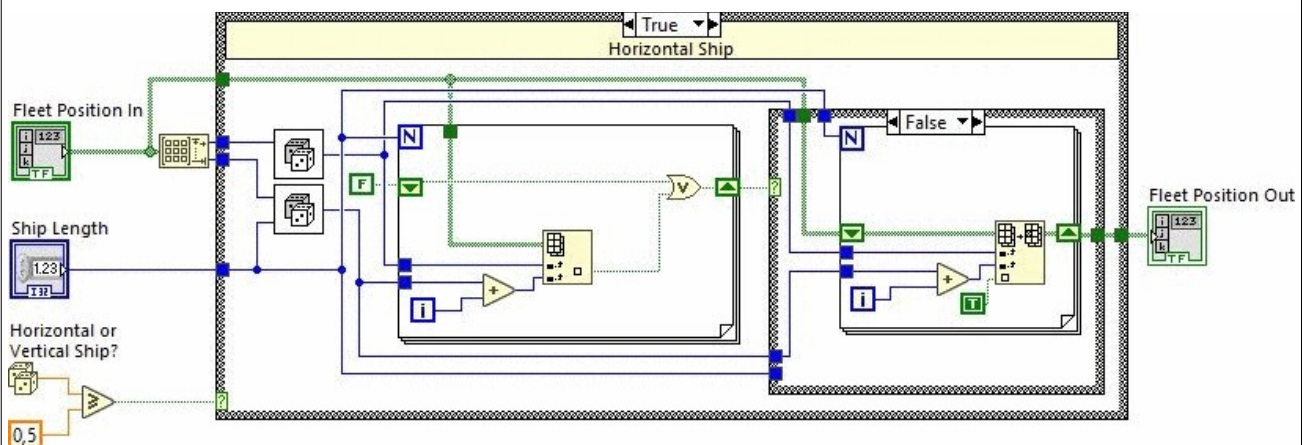 True
Horizontal Ship
Fleet Position In
i 123
j
k
TF
N
F
V
?
False
N
Fleet Position Out
i 123
j
k
TF
Ship Length
1.23
I32
+
i
+
i
T
Horizontal or
Vertical Ship?
≥
?
0,5